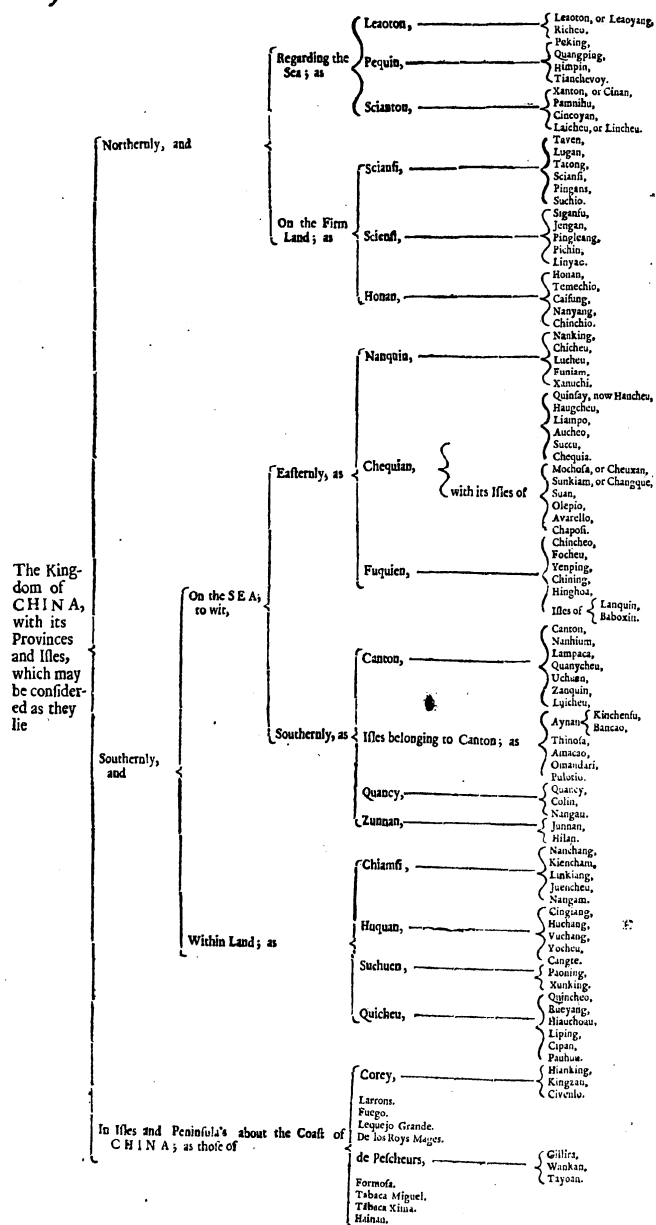 The King-
dom of
CHINA,
with its
Provinces
and Iſles,
which may
be conſider-
ed as they
lie
Northernly, and
Regarding the
Sea; as
Leaoton,
Leaoton, or Leaoyang,
Richeu.
Pequin,
Peking,
Quangping,
Himpin,
Tianchevoy.
Scianton,
Xanton, or Cinan,
Pamnihu,
Cincoyan,
Laicheu, or Lincheu.
On the Firm
Land; as
Scianſi,
Taven,
Lugan,
Tatong,
Scianſi,
Pingans,
Suchio.
Scienſi,
Siganfu,
Jengan,
Pingleang,
Pichin,
Linyac.
Honan,
Honan,
Temechio,
Caifung,
Nanyang,
Chinchio.
Southernly,
and
On the SEA;
to wit,
Eaſternly, as
Nanquin,
Nanking,
Chicheu,
Lucheu,
Funiam.
Xanuchi.
Chequian,
Quinſay, now Hancheu,
Haugcheu,
Liampo,
Aucheo,
Succu,
Chequia.
with its Iſles of
Mochoſa, or Cheuxan,
Sunkiam, or Changque,
Suan,
Olepio,
Avarello,
Chapoſi.
Fuquien,
Chincheo,
Focheu,
Yenping,
Chining,
Hinghoa,
Iſles of
Lanquin,
Baboxin.
Southernly, as
Canton,
Canton,
Nanhium,
Lampaca,
Quanycheu,
Uchuan,
Zanquin,
Luicheu,
Iſles belonging to Canton; as
Aynan
Kinchenfu,
Bancao,
Thinoſa,
Amacao,
Omandari,
Pulotio.
Quancy,
Quancy,
Colin,
Nangau.
Zunnan,
Junnan,
Hilan.
Within Land; as
Chiamſi,
Nanchang,
Kiencham,
Linkiang,
Juencheu,
Nangam.
Huquan,
Cingiang,
Huchang,
Vuchang,
Yocheu,
Cangte.
Suchuen,
Paoning,
Xunking.
Quicheu,
Quincheo,
Rueyang,
Hiauchoau,
Liping,
Cipan,
Pauhua.
In Iſles and Peninſula's about the Coaſt of
CHINA; as thoſe of
Corey,
Hianking,
Kingzau,
Civenlo.
Larrons.
Fuego.
Lequejo Grande.
De los Roys Mages.
de Peſcheurs,
Wankan,
Tayoan.
Formoſa.
Tabaca Miguel.
Tabaca Xima.
Hainan.